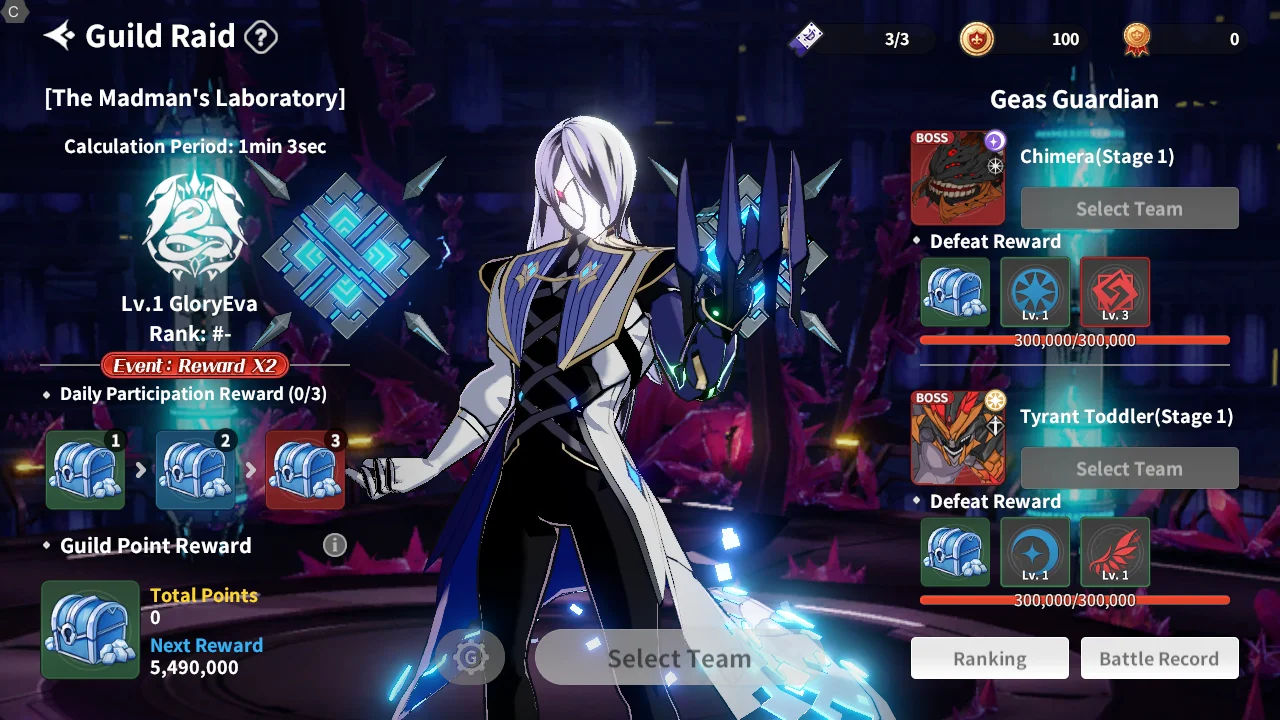 C
Guild Raid ?
3/3
100
0
[The Madman's Laboratory]
Calculation Period: 1min 3sec
Lv.1 GloryEva
Rank: #-
Event : Reward X2
Daily Participation Reward (0/3)
1
2
3
Guild Point Reward
i
Total Points
0
Next Reward
5,490,000
G
Select Team
Geas Guardian
BOSS
Chimera(Stage 1)
Select Team
Defeat Reward
Lv. 1
Lv. 3
300,000/300,000
BOSS
Tyrant Toddler(Stage 1)
Select Team
Defeat Reward
Lv. 1
Lv. 1
300,000/300,000
Ranking
Battle Record